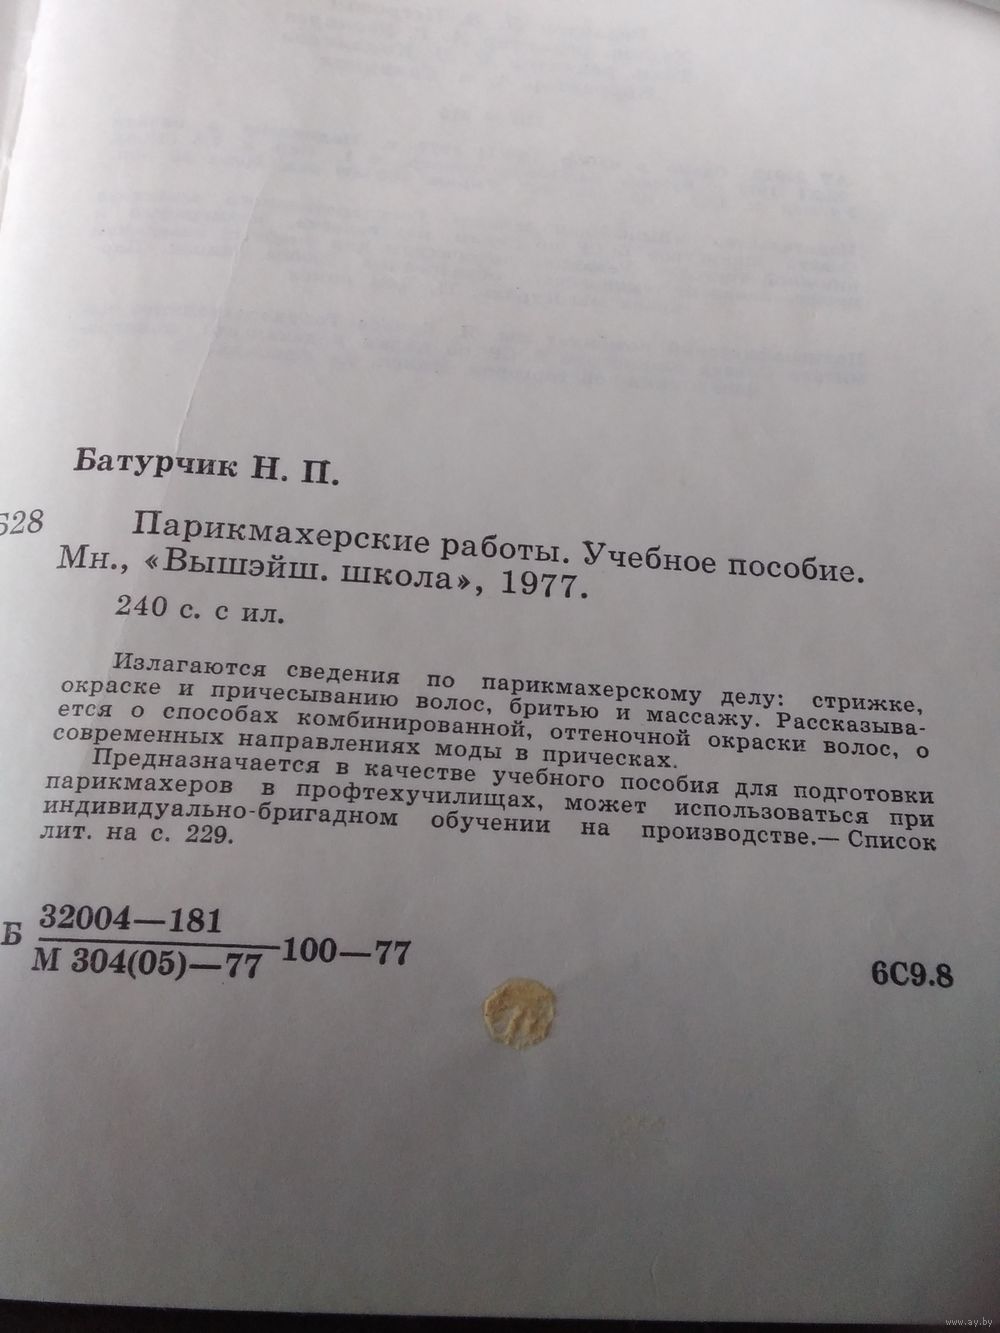 Батурчик Н. П.
Б28
Парикмахерские работы. Учебное пособие.
Мн., «Вышэйш. школа», 1977.
240 с. с ил.
Излагаются сведения по парикмахерскому делу: стрижке,
окраске и причесыванию волос, бритью и массажу. Рассказыва-
ется о способах комбинированной, оттеночной окраски волос, о
современных направлениях моды в прическах.
Предназначается в качестве учебного пособия для подготовки
парикмахеров в профтехучилищах, может использоваться при
индивидуально-бригадном обучении на производстве.— Список
лит. на с. 229.
32004—181
Б 100—77
М 304(05)—77
6С9.8
www.ay.by